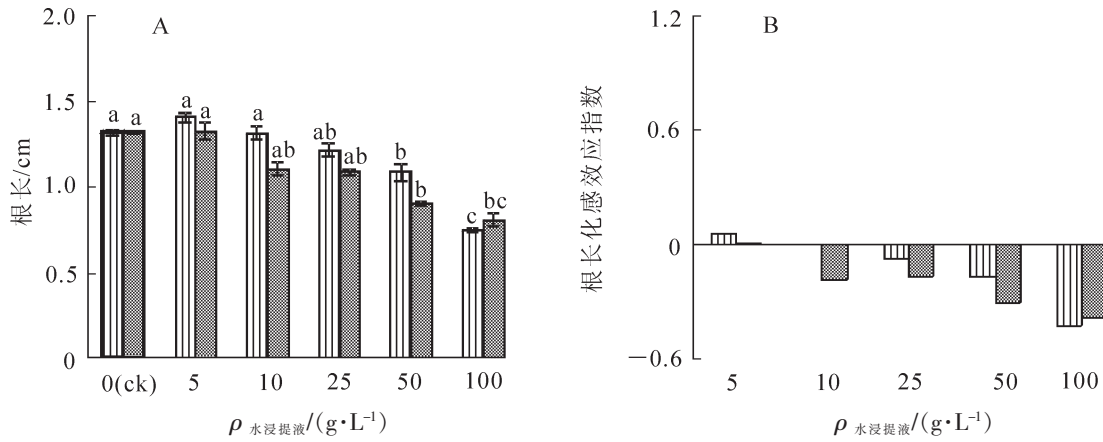 A
2.0
1.5
1.0
0.5
0
根长/cm
a a a a a ab ab ab b b c bc
0(ck) 5 10 25 50 100
ρ 水浸提液/(g·L⁻¹)
B
1.2
0.6
0
−0.6
根长化感效应指数
5 10 25 50 100
ρ 水浸提液/(g·L⁻¹)